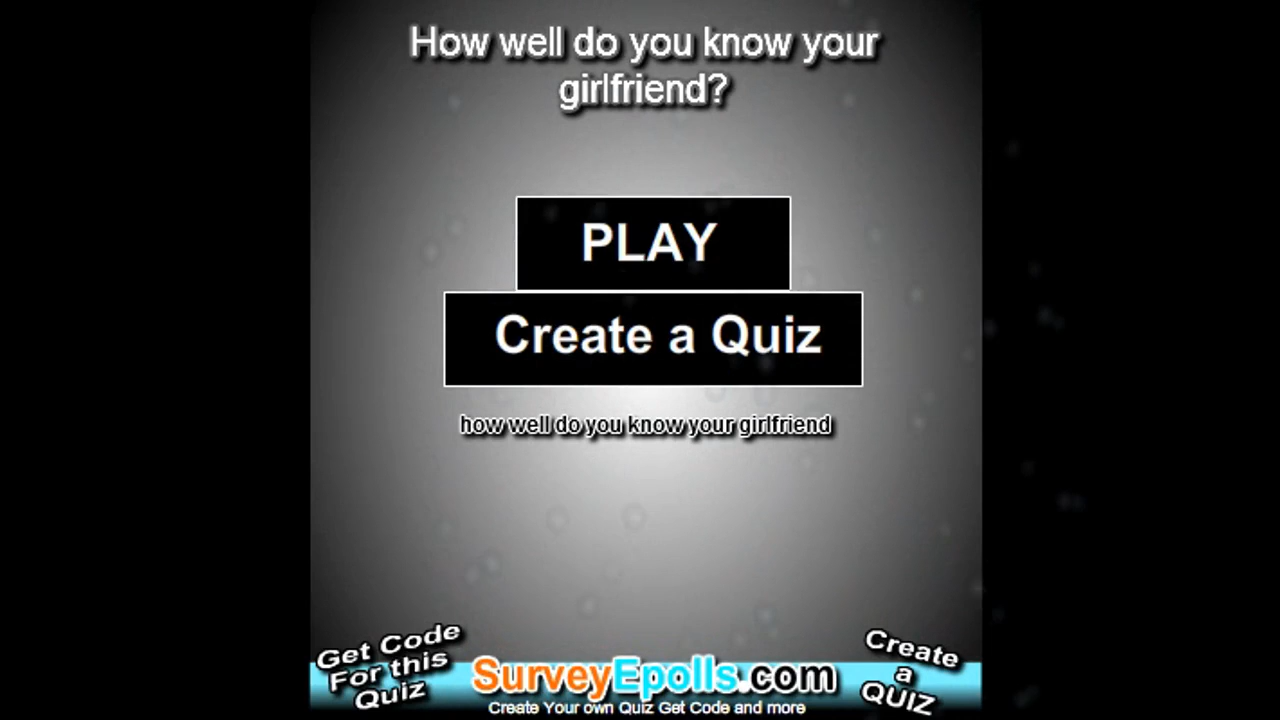 How well do you know your
girlfriend?
PLAY
Create a Quiz
how well do you know your girlfriend
Get Code
For this
Quiz
SurveyEpolls.com
Create Your own Quiz Get Code and more
Create
a
QUIZ